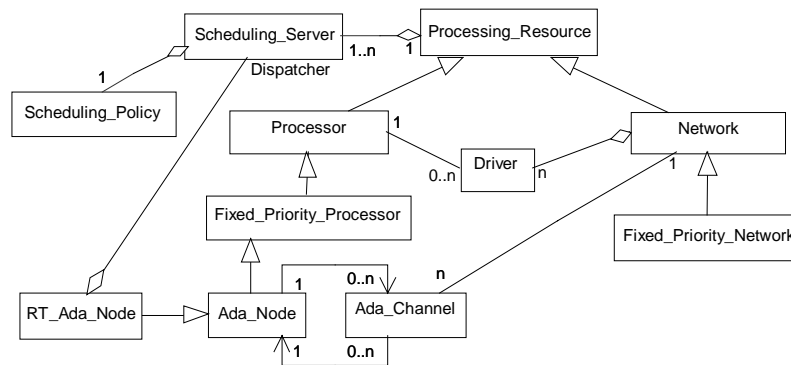 Scheduling_Server
Processing_Resource
1..n
1
Dispatcher
1
Scheduling_Policy
Processor
1
Network
1
Driver
0..n
n
Fixed_Priority_Processor
Fixed_Priority_Network
n
1
0..n
RT_Ada_Node
Ada_Node
Ada_Channel
1
0..n